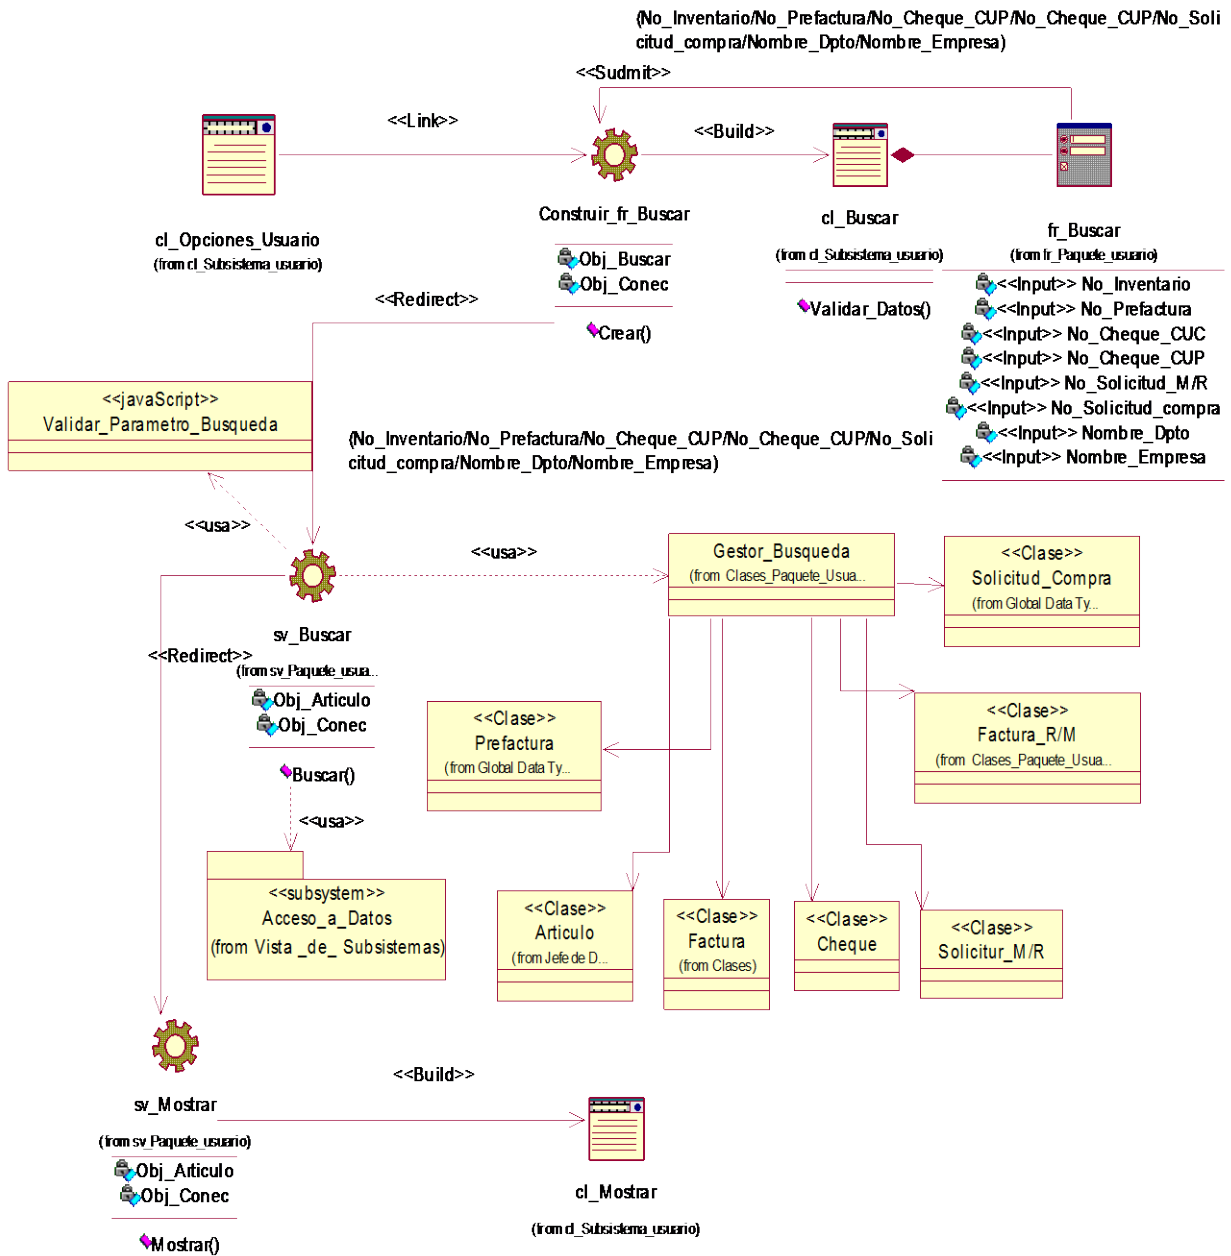 (No_Inventario/No_Prefactura/No_Cheque_CUP/No_Cheque_CUP/No_Soli
citud_compra/Nombre_Dpto/Nombre_Empresa)
<<Sudmit>>
<<Link>>
<<Build>>
cl_Opciones_Usuario
(from cl_Subsistema_usuario)
Construir_fr_Buscar
Obj_Buscar
Obj_Conec
Crear()
cl_Buscar
(from cl_Subsistema_usuario)
Validar_Datos()
fr_Buscar
(from fr_Paquete_usuario)
<<Input>> No_Inventario
<<Input>> No_Prefactura
<<Input>> No_Cheque_CUC
<<Input>> No_Cheque_CUP
<<Input>> No_Solicitud_M/R
<<Input>> No_Solicitud_compra
<<Input>> Nombre_Dpto
<<Input>> Nombre_Empresa
<<Redirect>>
<<javaScript>>
Validar_Parametro_Busqueda
(No_Inventario/No_Prefactura/No_Cheque_CUP/No_Cheque_CUP/No_Soli
citud_compra/Nombre_Dpto/Nombre_Empresa)
<<usa>>
<<usa>>
Gestor_Busqueda
(from Clases_Paquete_Usua...
<<Clase>>
Solicitud_Compra
(from Global Data Ty...
sv_Buscar
(from sv_Paquete_usua...
Obj_Articulo
Obj_Conec
Buscar()
<<Redirect>>
<<Clase>>
Prefactura
(from Global Data Ty...
<<Clase>>
Factura_R/M
(from Clases_Paquete_Usua...
<<usa>>
<<subsystem>>
Acceso_a_Datos
(from Vista _de_ Subsistemas)
<<Clase>>
Articulo
(from Jefe de D...
<<Clase>>
Factura
(from Clases)
<<Clase>>
Cheque
<<Clase>>
Solicitur_M/R
sv_Mostrar
(from sv_Paquete_usuario)
Obj_Articulo
Obj_Conec
Mostrar()
<<Build>>
cl_Mostrar
(from cl_Subsistema_usuario)